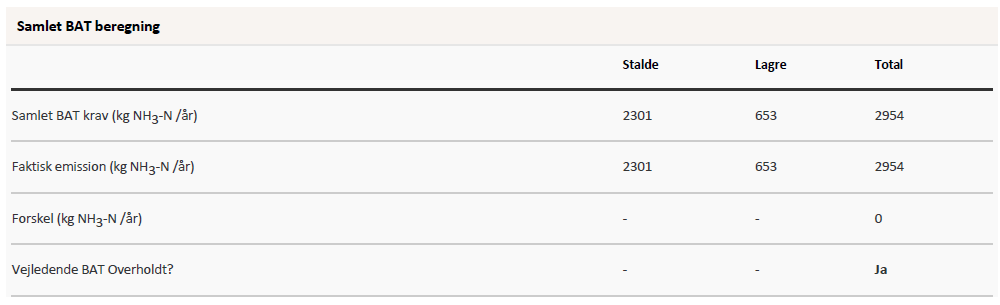 Samlet BAT beregning
Stalde Lagre Total
Samlet BAT krav (kg NH3-N /år) 2301 653 2954
Faktisk emission (kg NH3-N /år) 2301 653 2954
Forskel (kg NH3-N /år) - - 0
Vejledende BAT Overholdt? - - Ja